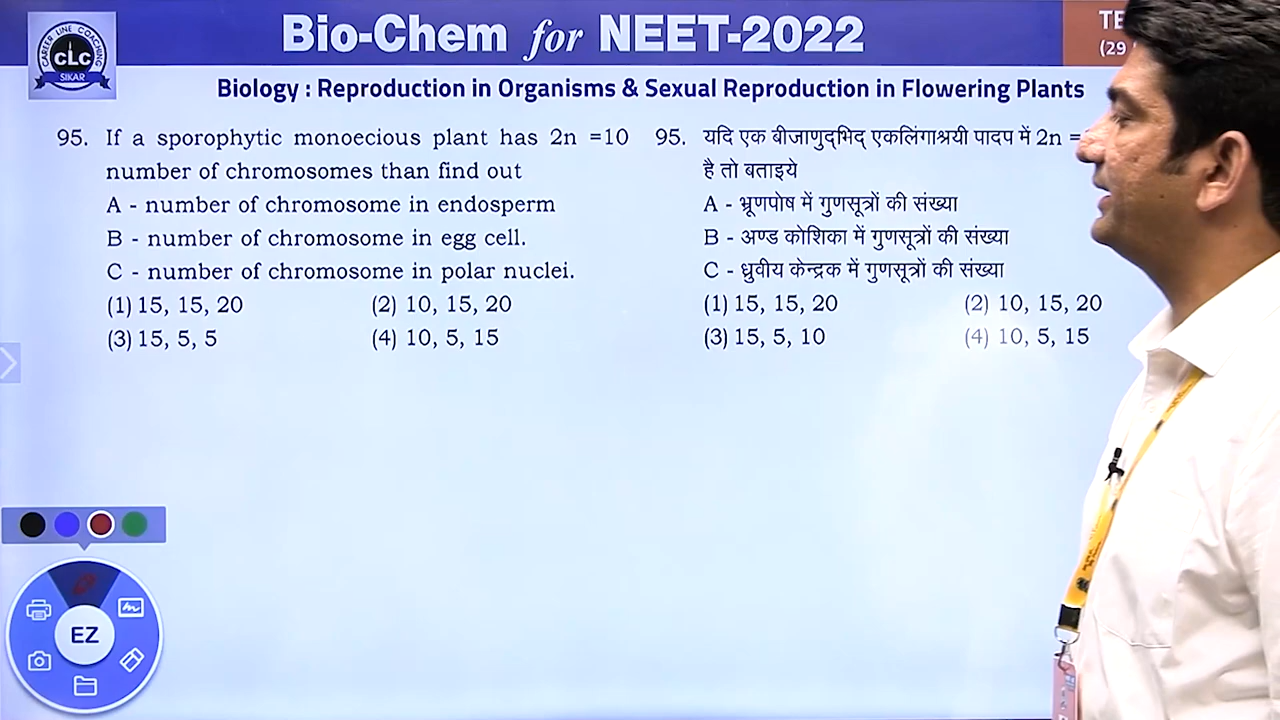 Bio-Chem for NEET-2022
CAREER LINE COACHING
CLC
SIKAR
(29
Biology : Reproduction in Organisms & Sexual Reproduction in Flowering Plants
95. If a sporophytic monoecious plant has 2n =10
number of chromosomes than find out
A - number of chromosome in endosperm
B - number of chromosome in egg cell.
C - number of chromosome in polar nuclei.
(1) 15, 15, 20 (2) 10, 15, 20
(3) 15, 5, 5 (4) 10, 5, 15
95. यदि एक बीजाणुद्भिद् एकलिंगाश्रयी पादप में 2n =
है तो बताइये
A - भ्रूणपोष में गुणसूत्रों की संख्या
B - अण्ड कोशिका में गुणसूत्रों की संख्या
C - ध्रुवीय केन्द्रक में गुणसूत्रों की संख्या
(1) 15, 15, 20 (2) 10, 15, 20
(3) 15, 5, 10 (4) 10, 5, 15
EZ